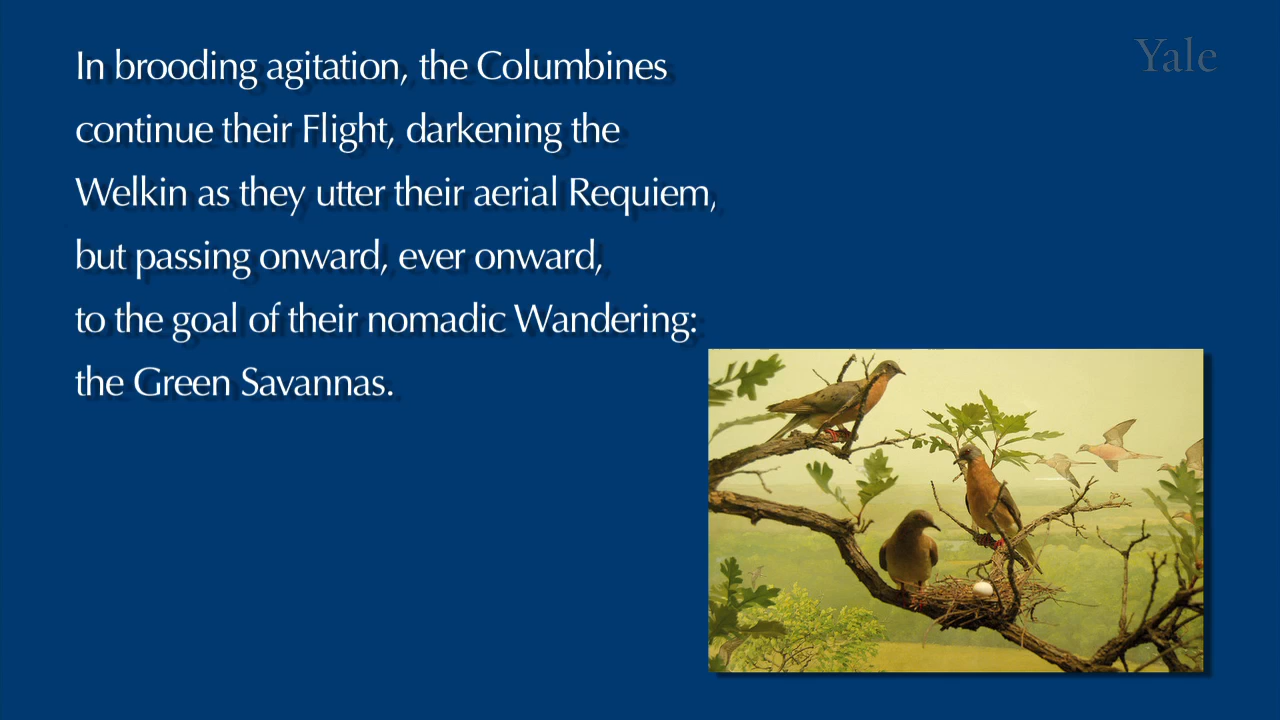 Yale
In brooding agitation, the Columbines
continue their Flight, darkening the
Welkin as they utter their aerial Requiem,
but passing onward, ever onward,
to the goal of their nomadic Wandering:
the Green Savannas.